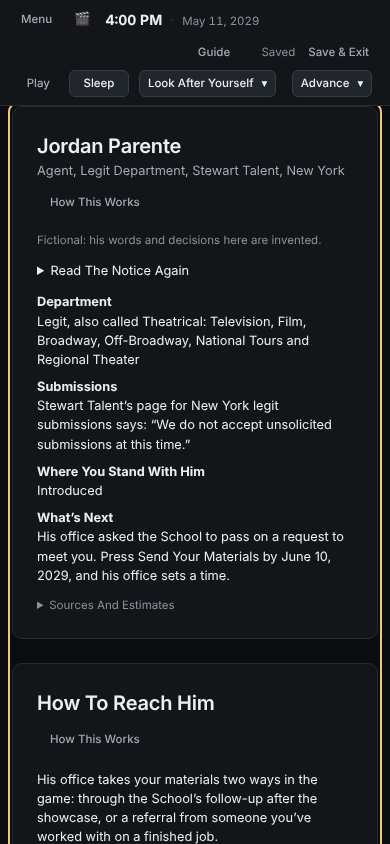 Menu 🎬 4:00 PM · May 11, 2029
Guide Saved Save & Exit
Play Sleep Look After Yourself ▾ Advance ▾
Jordan Parente
Agent, Legit Department, Stewart Talent, New York
How This Works
Fictional: his words and decisions here are invented.
▶ Read The Notice Again
Department
Legit, also called Theatrical: Television, Film,
Broadway, Off-Broadway, National Tours and
Regional Theater
Submissions
Stewart Talent’s page for New York legit
submissions says: “We do not accept unsolicited
submissions at this time.”
Where You Stand With Him
Introduced
What’s Next
His office asked the School to pass on a request to
meet you. Press Send Your Materials by June 10,
2029, and his office sets a time.
▶ Sources And Estimates
How To Reach Him
How This Works
His office takes your materials two ways in the
game: through the School’s follow-up after the
showcase, or a referral from someone you’ve
worked with on a finished job.